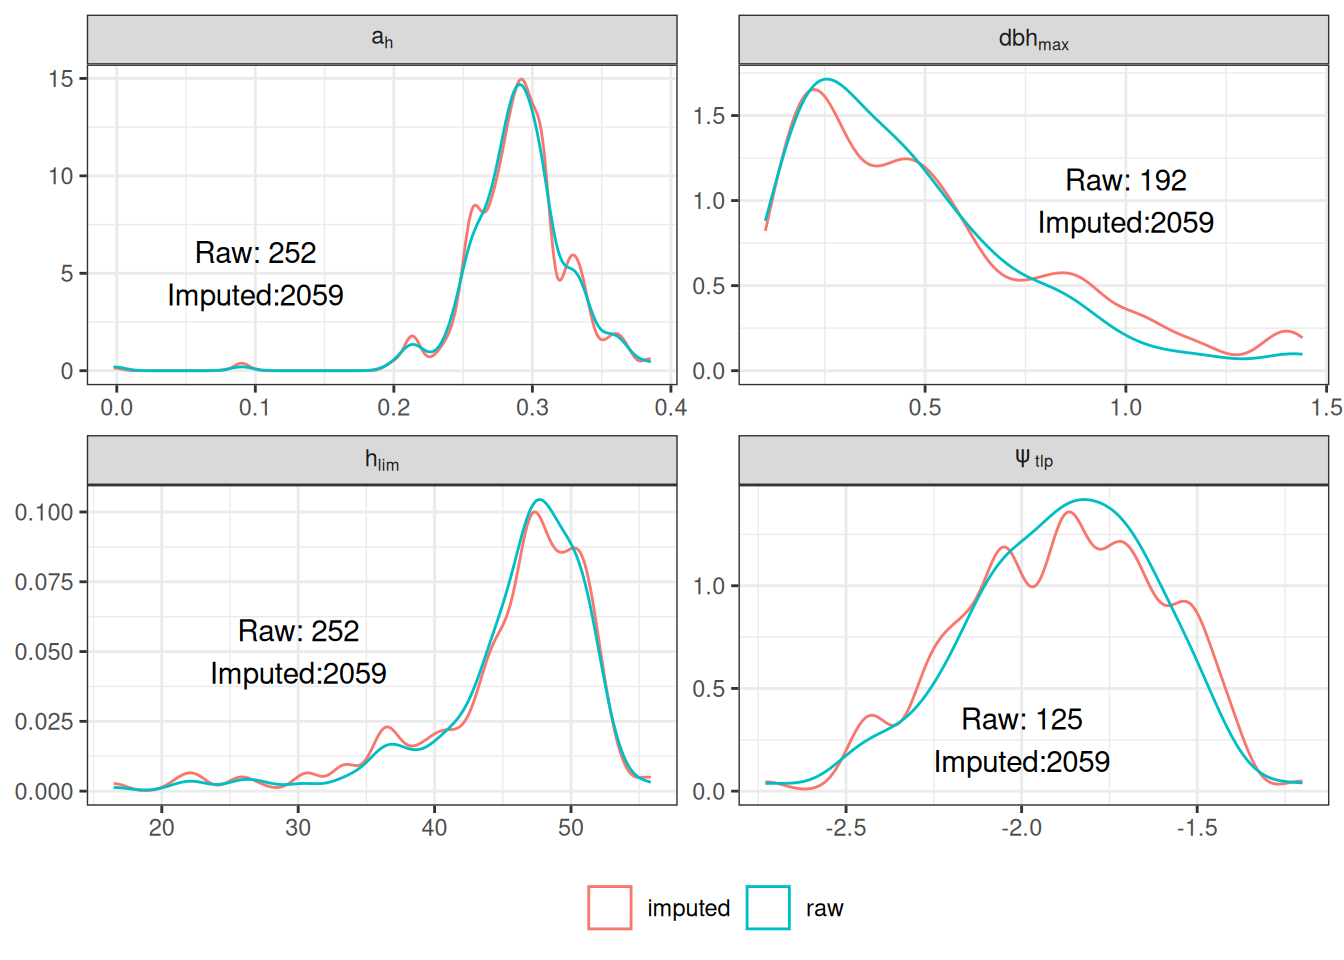 a_h
15
10
5
0
Raw: 252
Imputed:2059
0.0 0.1 0.2 0.3 0.4
dbh_max
1.5
1.0
0.5
0.0
Raw: 192
Imputed:2059
0.5 1.0 1.5
h_lim
0.100
0.075
0.050
0.025
0.000
Raw: 252
Imputed:2059
20 30 40 50
ψ tlp
1.0
0.5
0.0
Raw: 125
Imputed:2059
-2.5 -2.0 -1.5
imputed raw